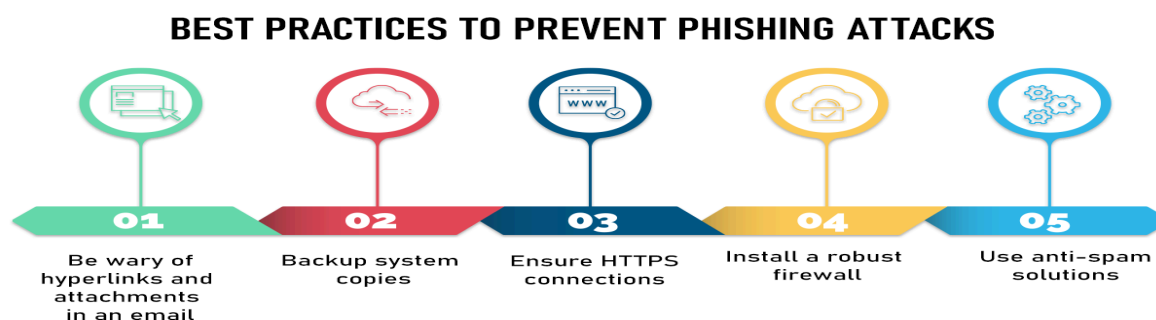 BEST PRACTICES TO PREVENT PHISHING ATTACKS
WWW
01
02
03
04
05
Be wary of
hyperlinks and
attachments
in an email
Backup system
copies
Ensure HTTPS
connections
Install a robust
firewall
Use anti-spam
solutions